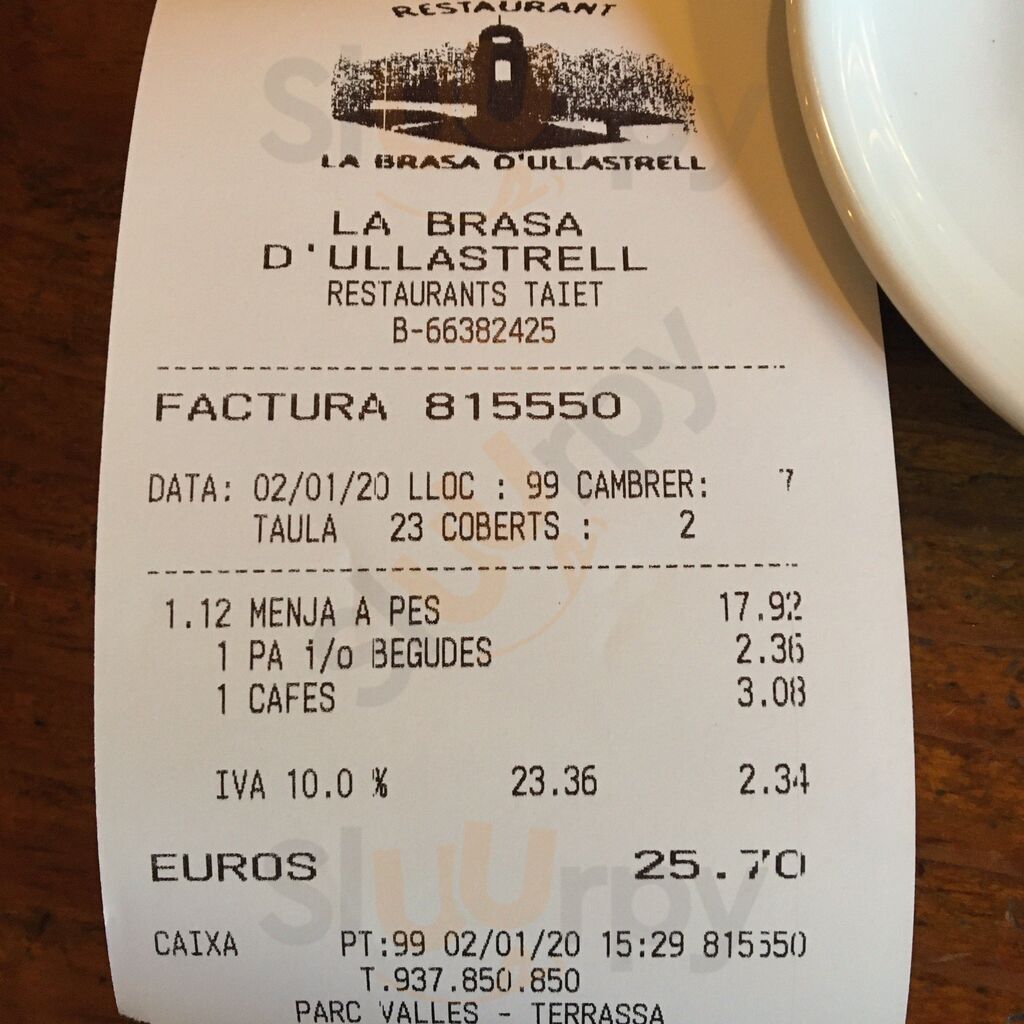 RESTAURANT
LA BRASA D'ULLASTRELL
LA BRASA
D'ULLASTRELL
RESTAURANTS TAIET
B-66382425
FACTURA 815550
DATA: 02/01/20 LLOC : 99 CAMBRER: 7
TAULA 23 COBERTS : 2
1.12 MENJA A PES 17.92
1 PA i/o BEGUDES 2.36
1 CAFES 3.08
IVA 10.0 % 23.36 2.34
EUROS 25.70
CAIXA PT:99 02/01/20 15:29 815550
T.937.850.850
PARC VALLES - TERRASSA
Sluurpy
Sluurpy
Sluurpy